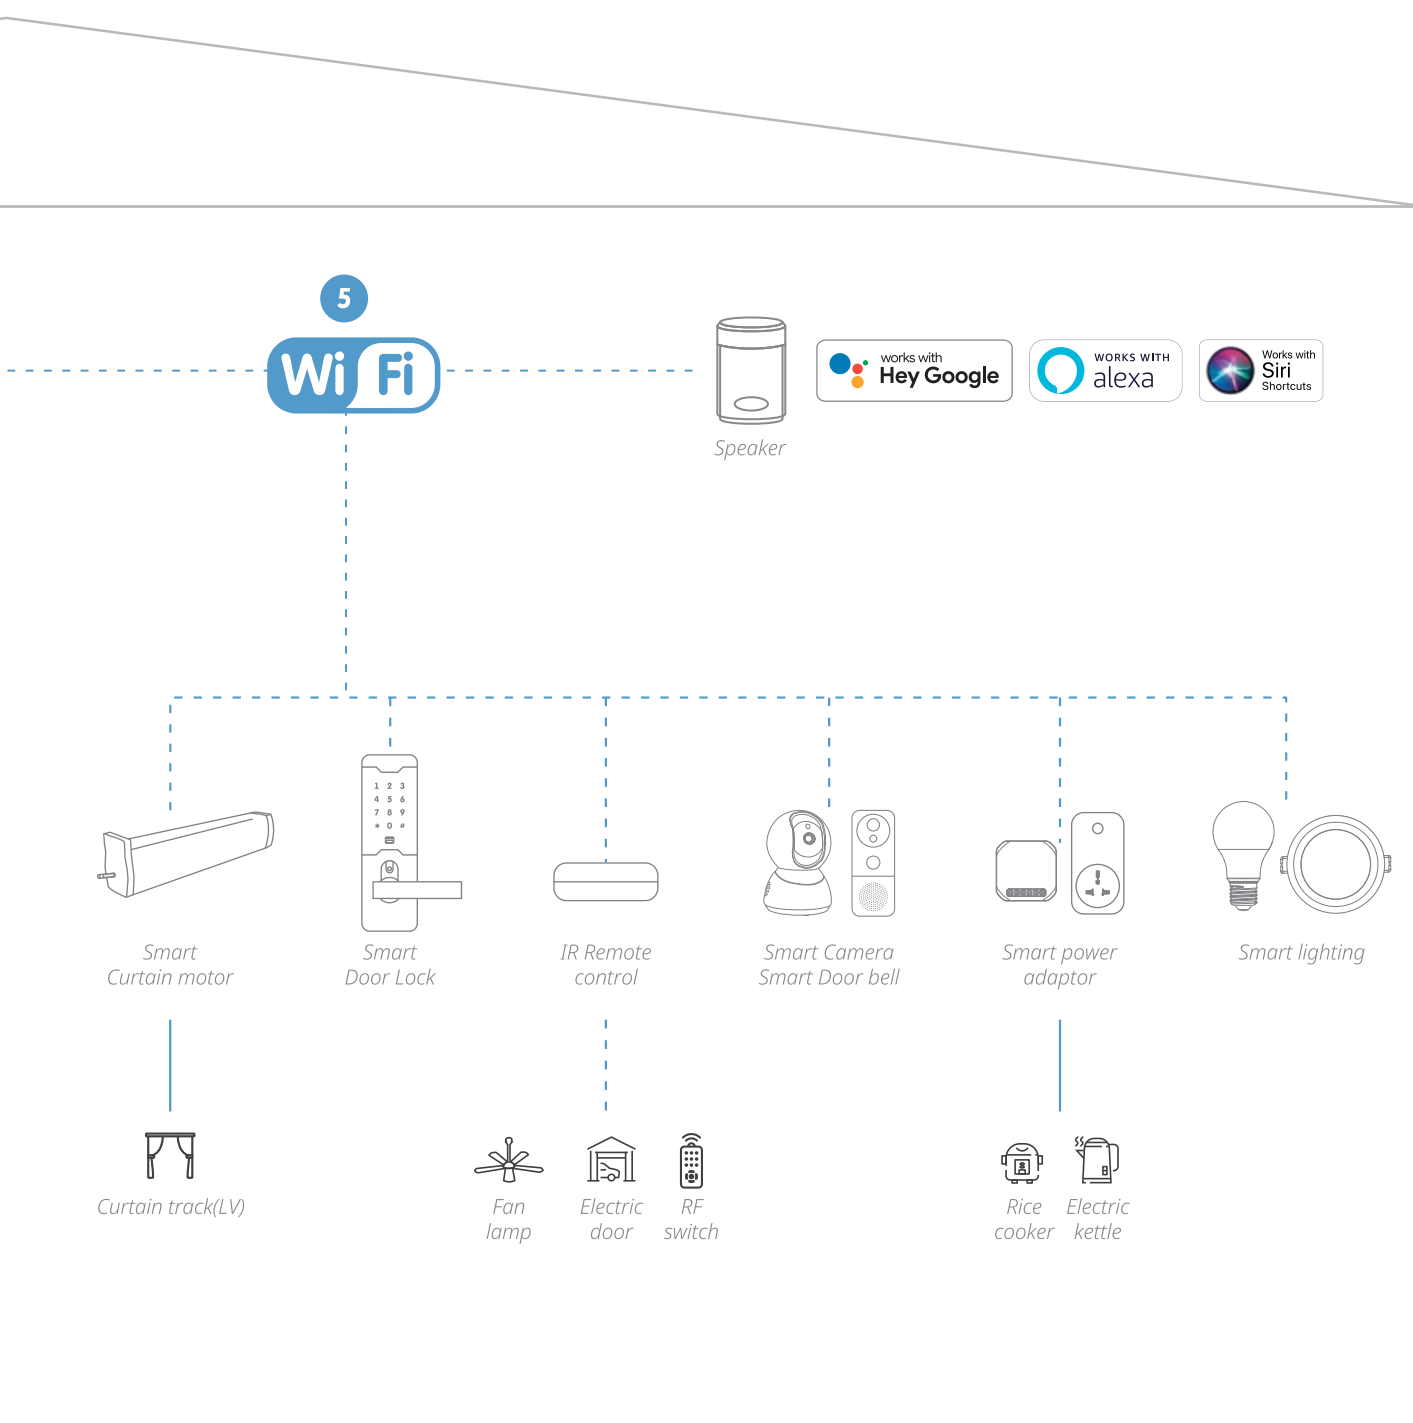 5
Wi Fi
works with
Hey Google
WORKS WITH
alexa
Works with
Siri
Shortcuts
Speaker
1 2 3
4 5 6
7 8 9
* 0 #
Smart
Curtain motor
Smart
Door Lock
IR Remote
control
Smart Camera
Smart Door bell
Smart power
adaptor
Smart lighting
Curtain track(LV)
Fan
lamp
Electric
door
RF
switch
Rice
cooker
Electric
kettle